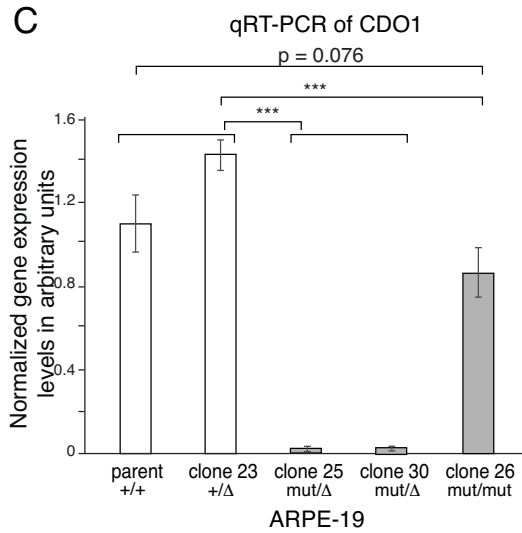 C
qRT-PCR of CDO1
p = 0.076
***
***
Normalized gene expression
levels in arbitrary units
1.6
1.2
0.8
0.4
0
parent clone 23 clone 25 clone 30 clone 26
+/+ +/Δ mut/Δ mut/Δ mut/mut
ARPE-19